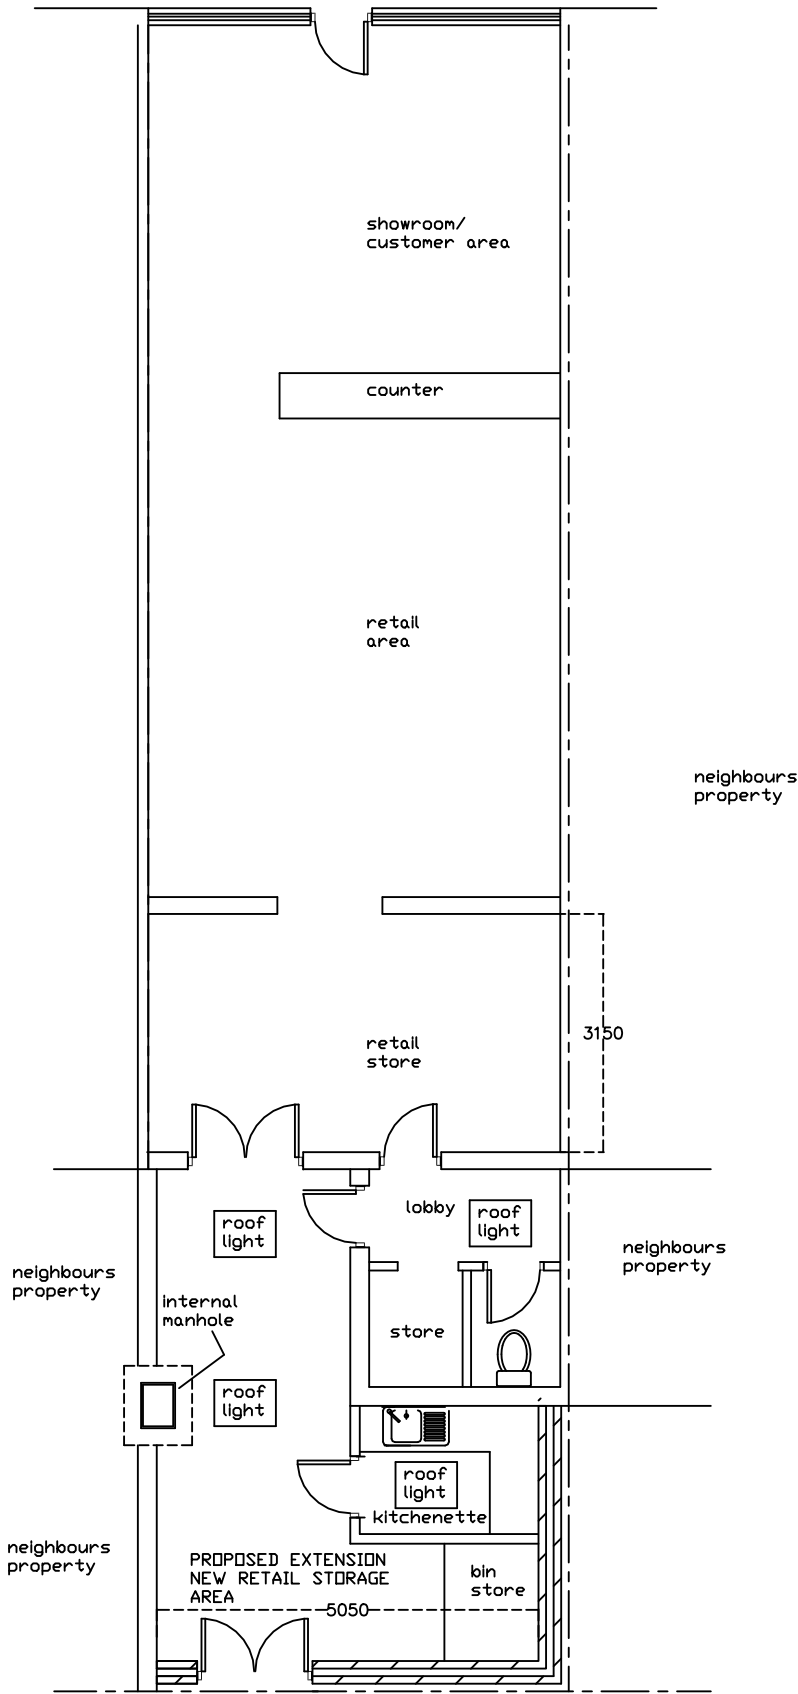 showroom/
customer area
counter
retail
area
neighbours
property
retail
store
3150
lobby
roof
light
roof
light
neighbours
property
neighbours
property
internal
manhole
store
roof
light
roof
light
kitchenette
neighbours
property
PROPOSED EXTENSION
NEW RETAIL STORAGE
AREA
bin
store
5050